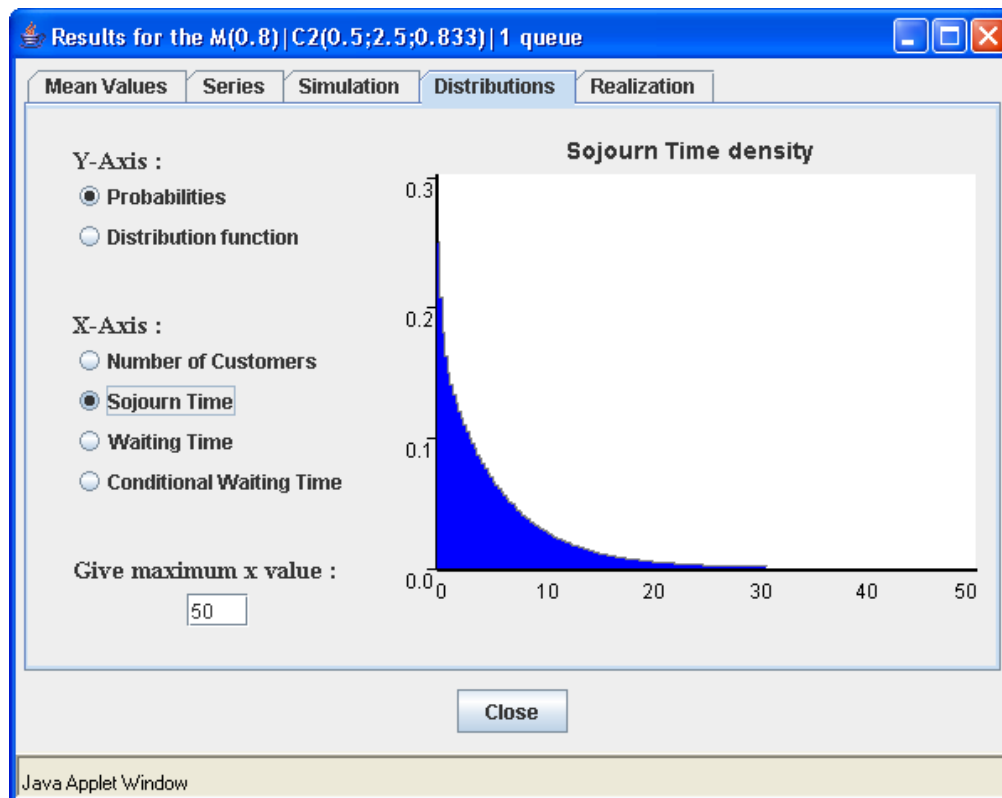 Results for the M(0.8)|C2(0.5;2.5;0.833)|1 queue
Mean Values Series Simulation Distributions Realization
Y-Axis :
Probabilities
Distribution function
X-Axis :
Number of Customers
Sojourn Time
Waiting Time
Conditional Waiting Time
Give maximum x value :
50
Sojourn Time density
0.3
0.2
0.1
0.0
0 10 20 30 40 50
Close
Java Applet Window